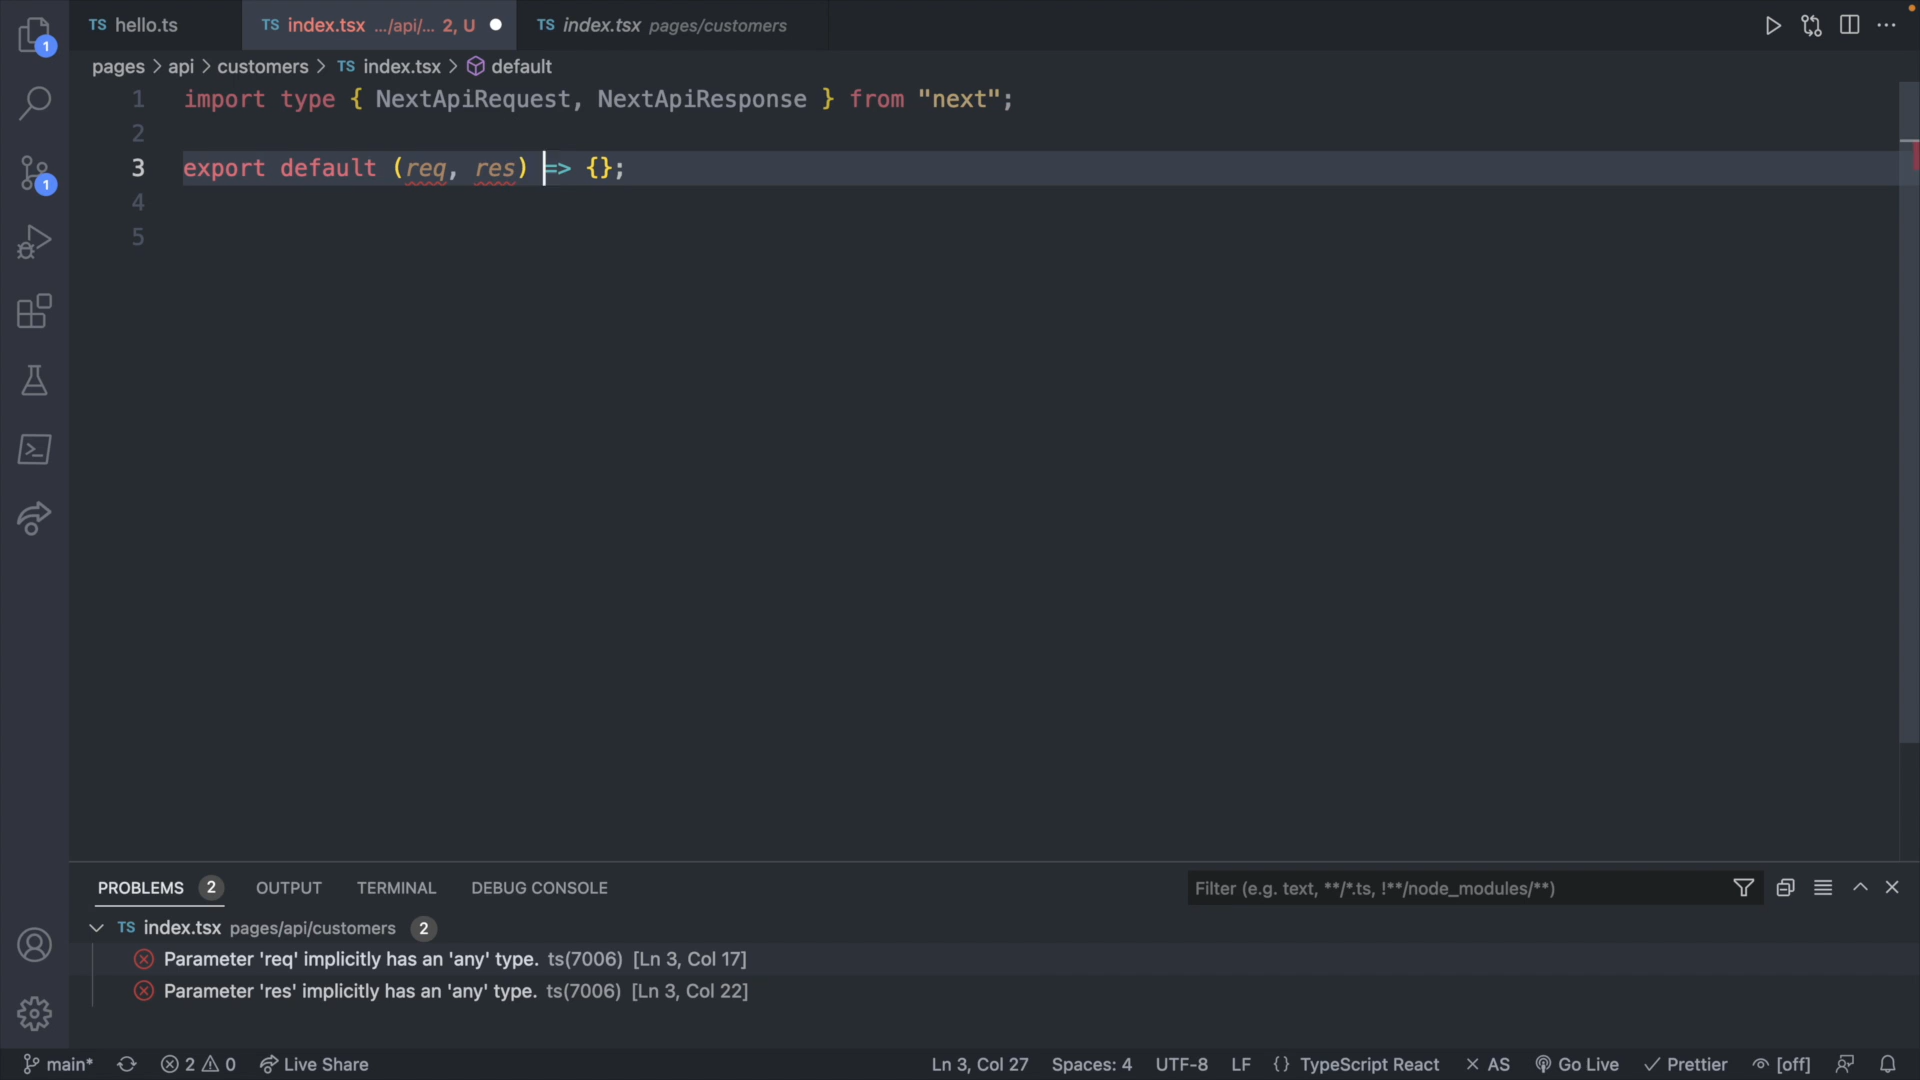 TS hello.ts TS index.tsx .../api/... 2, U TS index.tsx pages/customers
pages > api > customers > TS index.tsx > default
1 import type { NextApiRequest, NextApiResponse } from "next";
2
3 export default (req, res) => {};
4
5
1
1
PROBLEMS 2 OUTPUT TERMINAL DEBUG CONSOLE Filter (e.g. text, **/*.ts, !**/node_modules/**)
TS index.tsx pages/api/customers 2
Parameter 'req' implicitly has an 'any' type. ts(7006) [Ln 3, Col 17]
Parameter 'res' implicitly has an 'any' type. ts(7006) [Ln 3, Col 22]
main* 2 0 Live Share Ln 3, Col 27 Spaces: 4 UTF-8 LF {} TypeScript React × AS Go Live ✓ Prettier [off]